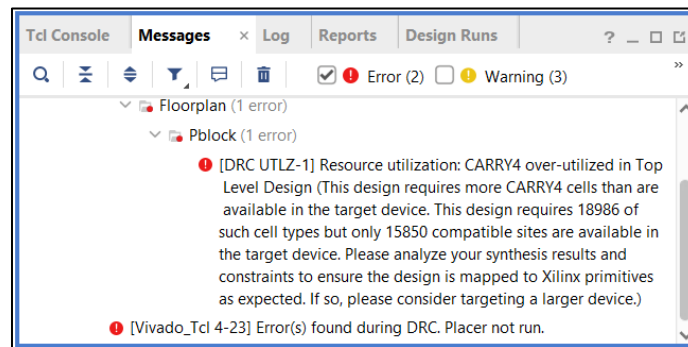 Tcl Console Messages × Log Reports Design Runs ? _
Error (2) Warning (3) »
Floorplan (1 error)
Pblock (1 error)
[DRC UTLZ-1] Resource utilization: CARRY4 over-utilized in Top
Level Design (This design requires more CARRY4 cells than are
available in the target device. This design requires 18986 of
such cell types but only 15850 compatible sites are available in
the target device. Please analyze your synthesis results and
constraints to ensure the design is mapped to Xilinx primitives
as expected. If so, please consider targeting a larger device.)
[Vivado_Tcl 4-23] Error(s) found during DRC. Placer not run.